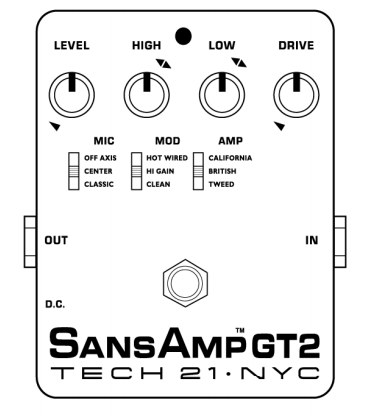 LEVEL HIGH LOW DRIVE
MIC MOD AMP
OFF AXIS HOT WIRED CALIFORNIA
CENTER HI GAIN BRITISH
CLASSIC CLEAN TWEED
OUT IN
D.C.
SANSAMP™ GT2
TECH 21·NYC